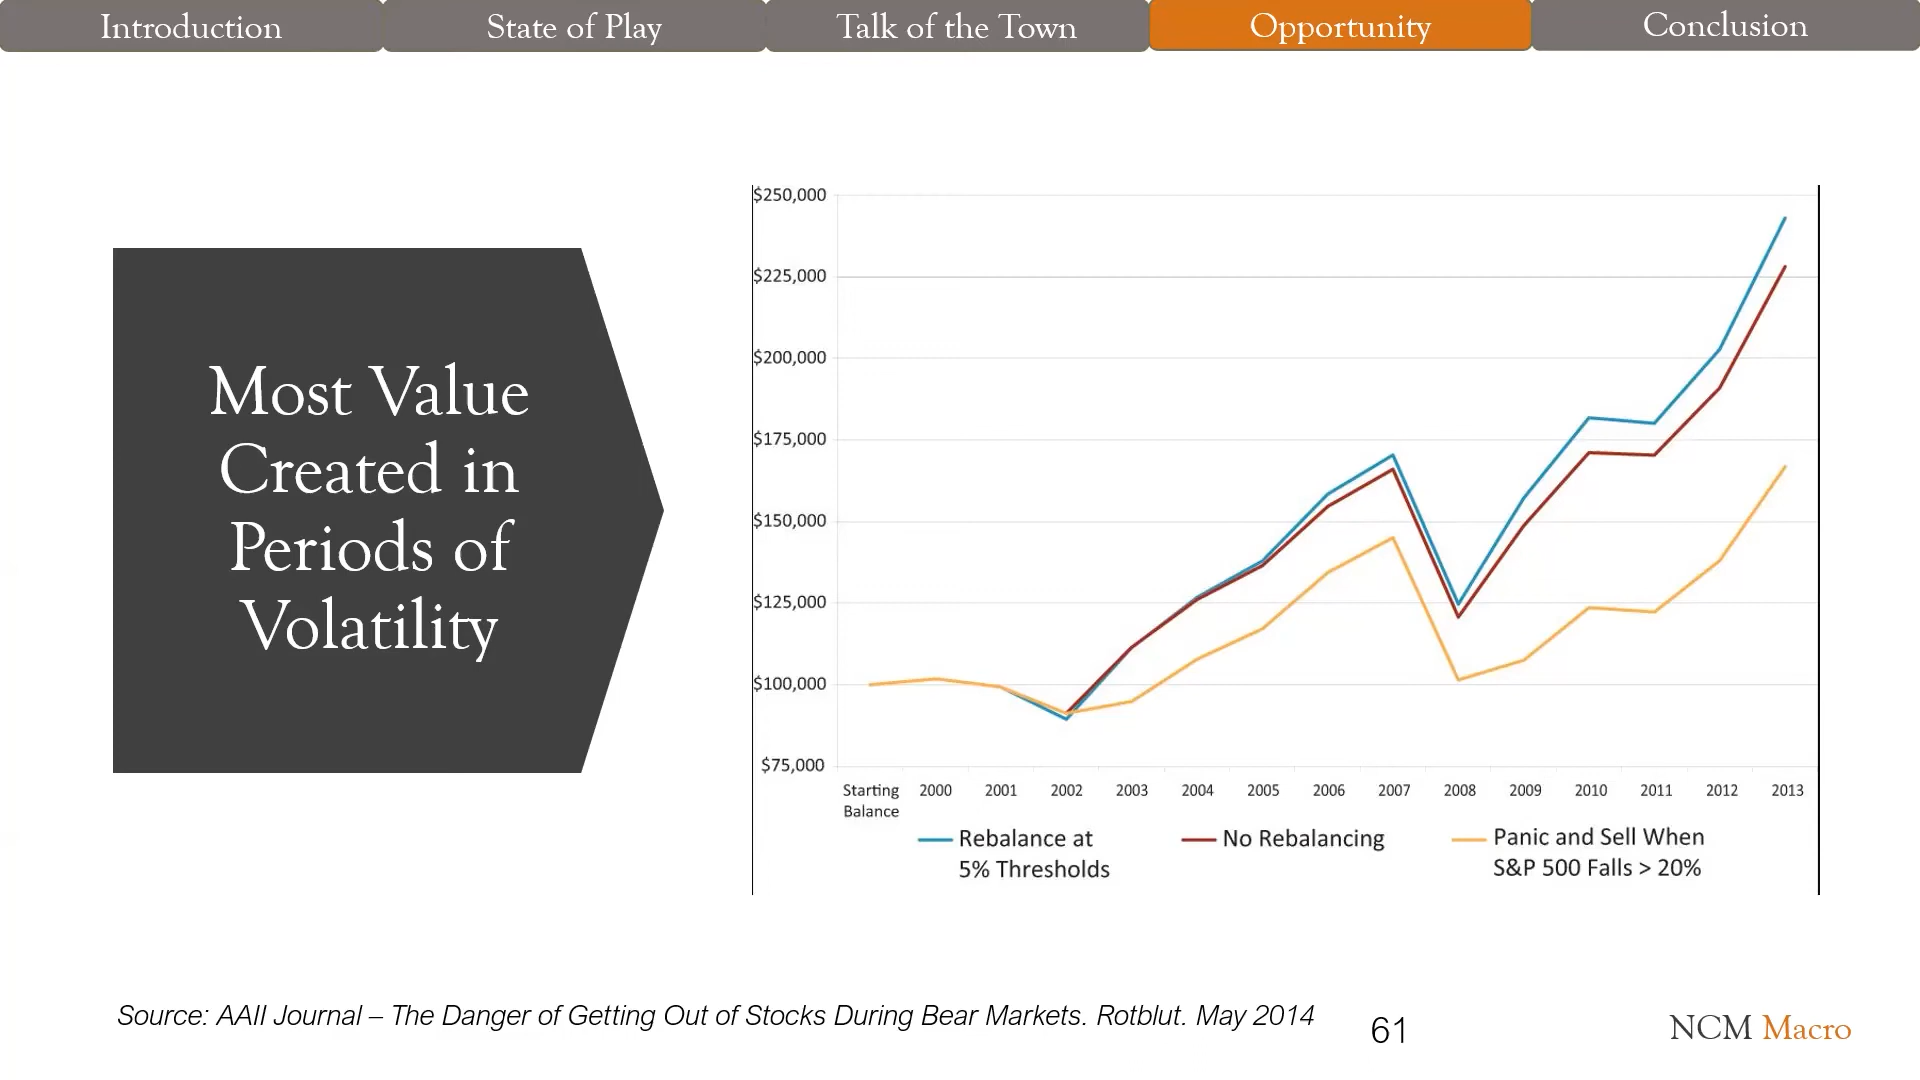 Introduction
State of Play
Talk of the Town
Opportunity
Conclusion
Most Value
Created in
Periods of
Volatility
$250,000
$225,000
$200,000
$175,000
$150,000
$125,000
$100,000
$75,000
Starting
Balance
2000 2001 2002 2003 2004 2005 2006 2007 2008 2009 2010 2011 2012 2013
Rebalance at
5% Thresholds
No Rebalancing
Panic and Sell When
S&P 500 Falls > 20%
Source: AAII Journal – The Danger of Getting Out of Stocks During Bear Markets. Rotblut. May 2014
61
NCM Macro